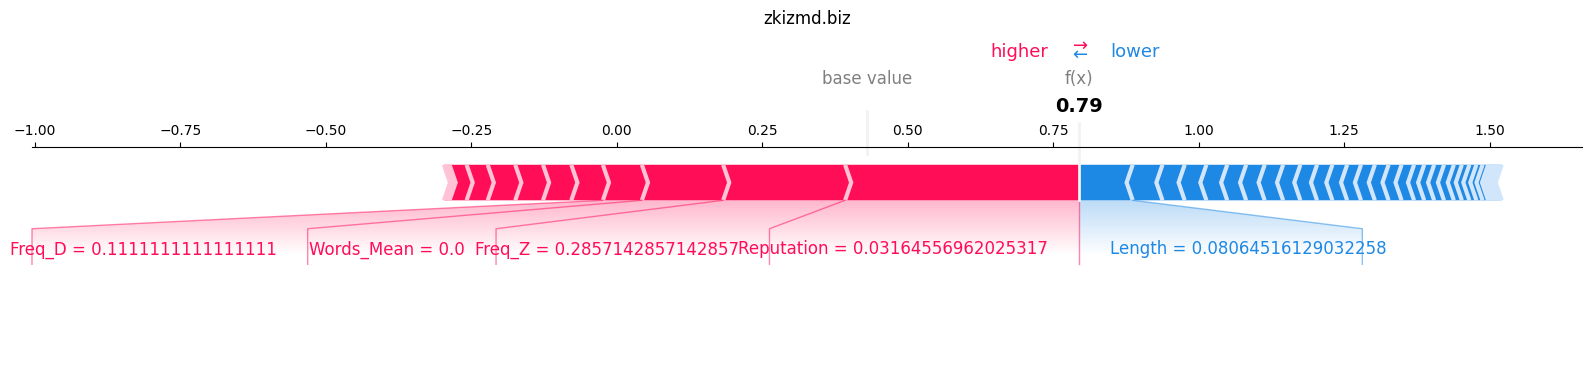 zkizmd.biz
higher ⇄ lower
base value f(x)
0.79
−1.00 −0.75 −0.50 −0.25 0.00 0.25 0.50 0.75 1.00 1.25 1.50
Freq_D = 0.1111111111111111 Words_Mean = 0.0 Freq_Z = 0.2857142857142857 Reputation = 0.03164556962025317 Length = 0.08064516129032258